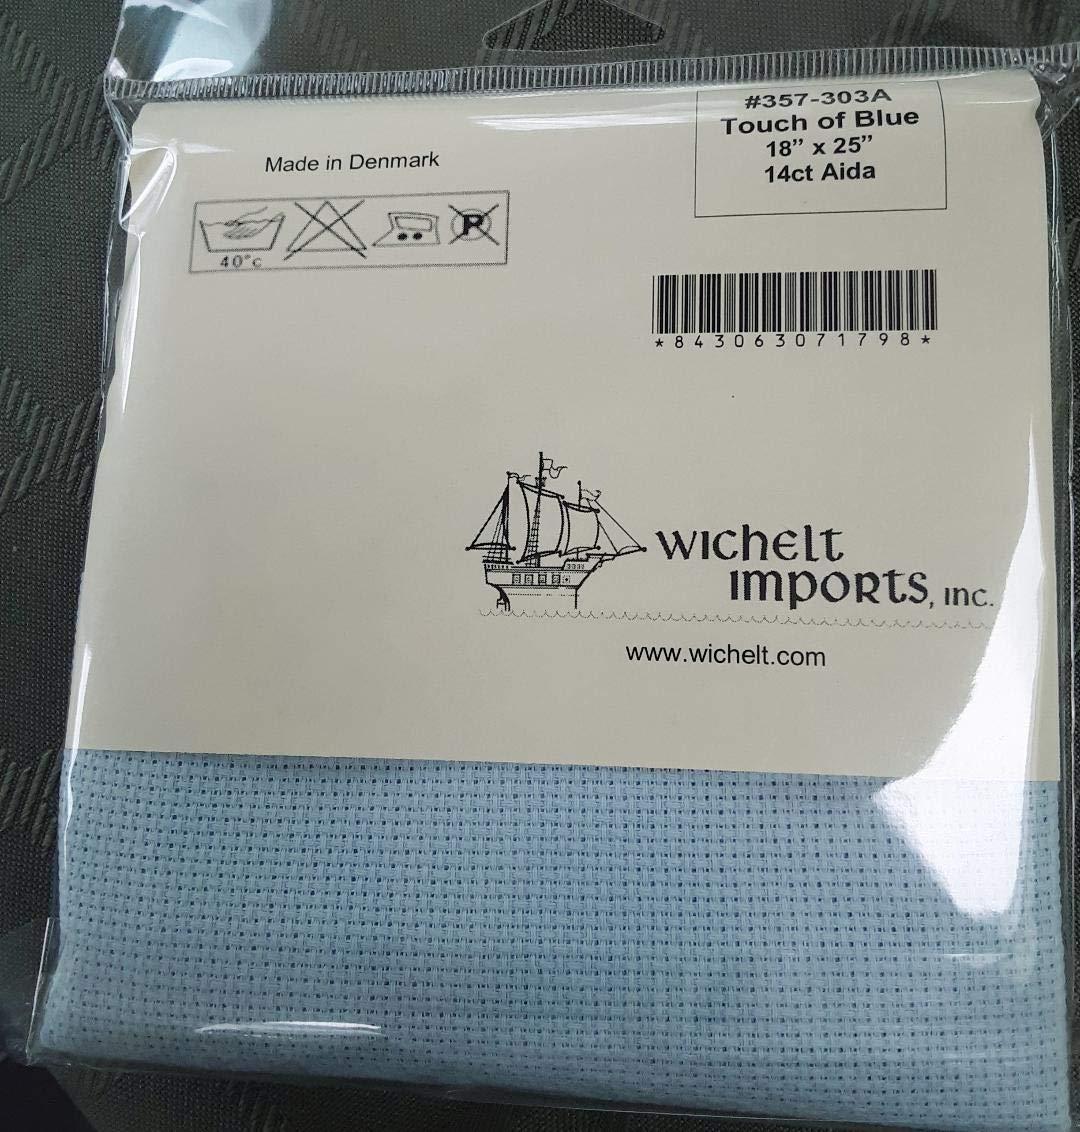 #357-303A
Touch of Blue
18” x 25”
14ct Aida
Made in Denmark
40°c
P
*843063071798*
wichelt
imports, inc.
www.wichelt.com